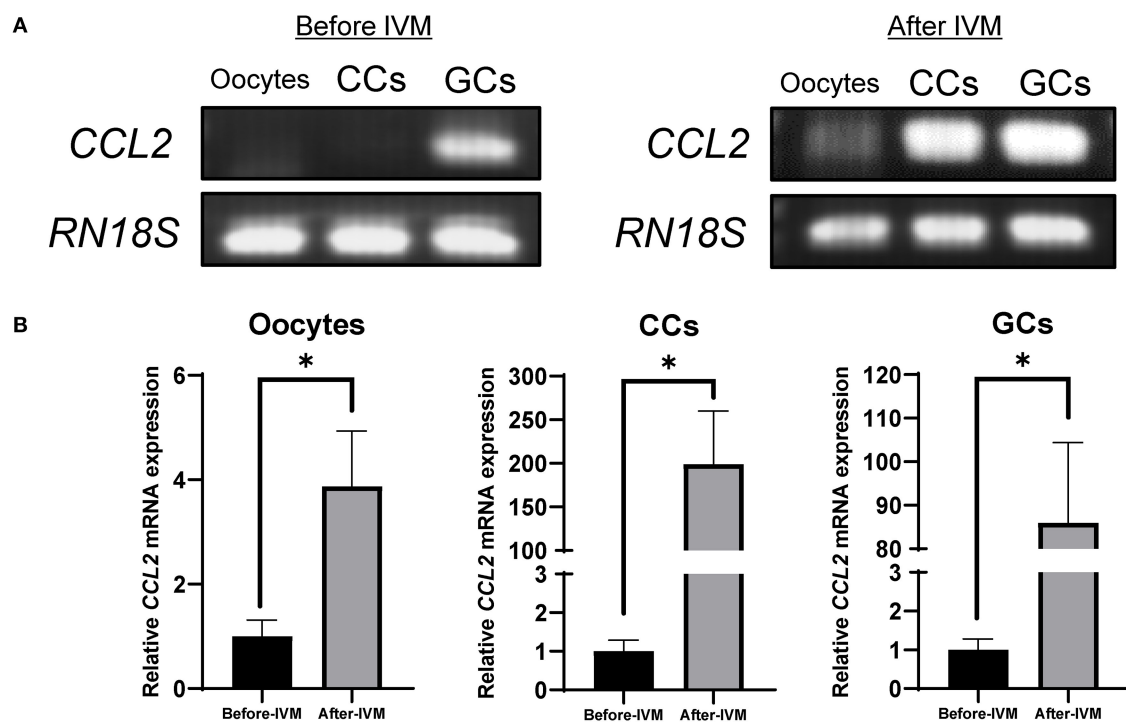 A
Before IVM
After IVM
Oocytes CCs GCs
Oocytes CCs GCs
CCL2
CCL2
RN18S
RN18S
B
Oocytes
CCs
GCs
*
*
*
Relative CCL2 mRNA expression
6
4
2
0
Before-IVM After-IVM
Relative CCL2 mRNA expression
300
250
200
150
100
3
2
1
0
Before-IVM After-IVM
Relative CCL2 mRNA expression
120
110
100
90
80
3
2
1
0
Before-IVM After-IVM